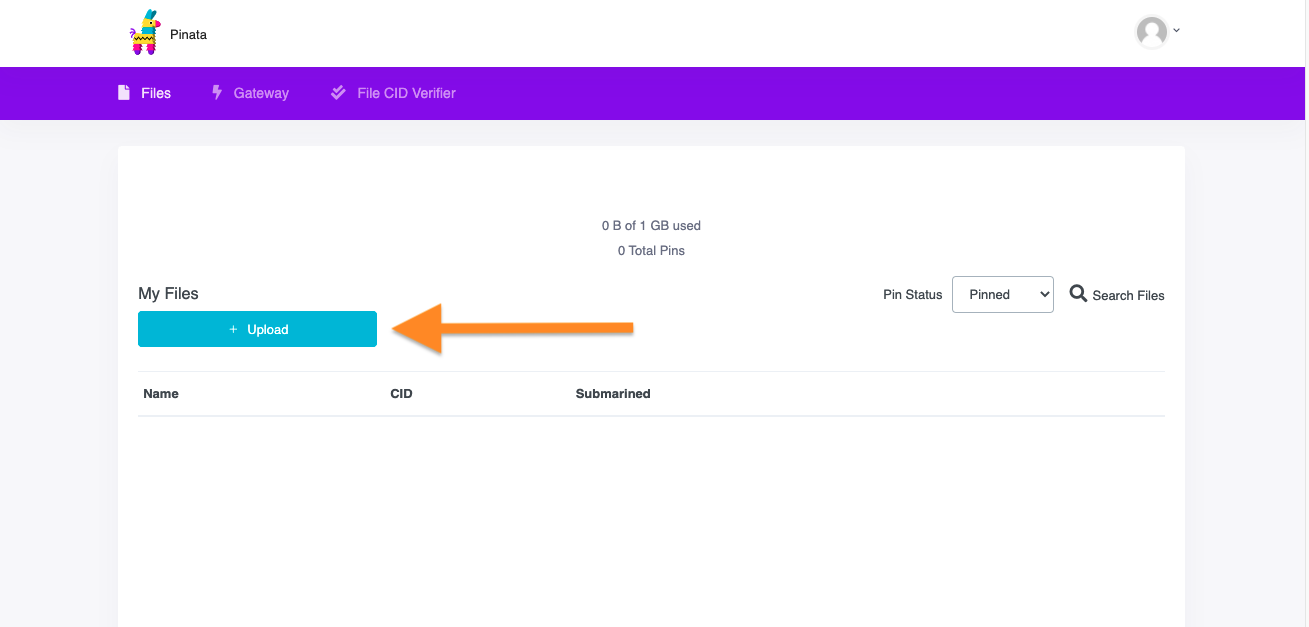 Pinata
Files Gateway File CID Verifier
0 B of 1 GB used
0 Total Pins
My Files
Pin Status Pinned Search Files
+ Upload
Name CID Submarined